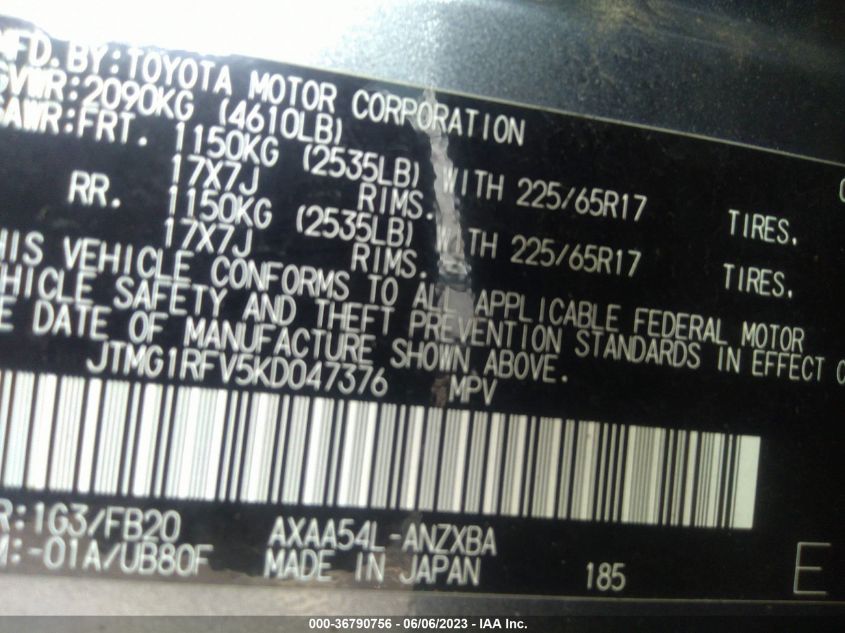 MFD. BY: TOYOTA MOTOR CORPORATION
GVWR: 2090KG (4610LB)
GAWR: FRT. 1150KG (2535LB) WITH 225/65R17 TIRES,
17X7J RIMS.
RR. 1150KG (2535LB) WITH 225/65R17 TIRES,
17X7J RIMS.
HIS VEHICLE CONFORMS TO ALL APPLICABLE FEDERAL MOTOR
EHICLE SAFETY AND THEFT PREVENTION STANDARDS IN EFFECT O
E DATE OF MANUFACTURE SHOWN ABOVE.
JTMG1RFV5KD047376 MPV
R: 1G3/FB20 AXAA54L-ANZXBA
M: -01A/UB80F MADE IN JAPAN 185 E
000-36790756 - 06/06/2023 - IAA Inc.